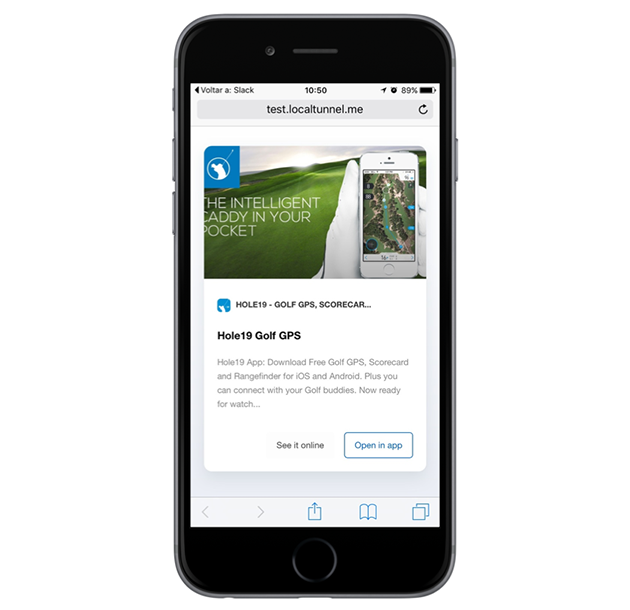 Voltar a: Slack 10:50 89%
test.localtunnel.me
THE INTELLIGENT
CADDY IN YOUR
POCKET
HOLE19 - GOLF GPS, SCORECAR...
Hole19 Golf GPS
Hole19 App: Download Free Golf GPS, Scorecard
and Rangefinder for iOS and Android. Plus you
can connect with your Golf buddies. Now ready
for watch...
See it online Open in app